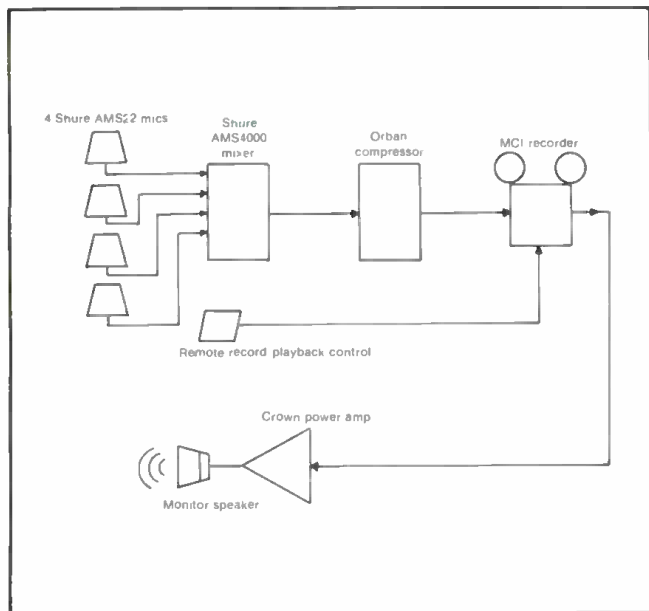 4 Shure AMS22 mics
Shure
AMS4000
mixer
Orban
compressor
MCI recorder
Remote record playback control
Crown power amp
Monitor speaker